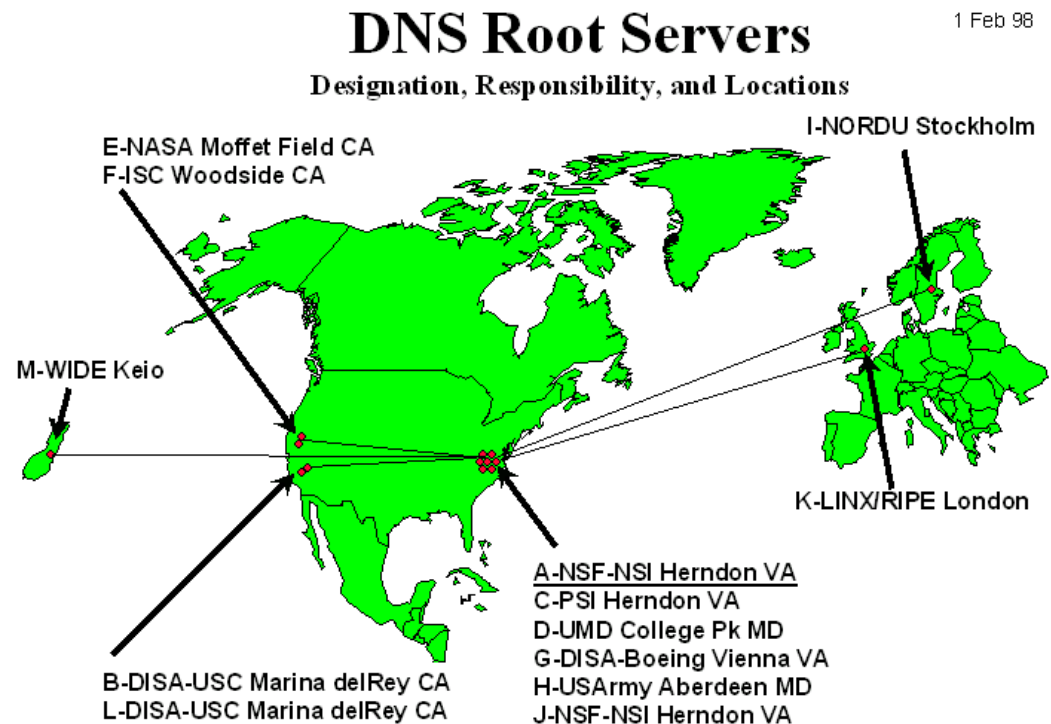 DNS Root Servers
1 Feb 98
Designation, Responsibility, and Locations
I-NORDU Stockholm
E-NASA Moffet Field CA
F-ISC Woodside CA
M-WIDE Keio
K-LINX/RIPE London
A-NSF-NSI Herndon VA
C-PSI Herndon VA
D-UMD College Pk MD
G-DISA-Boeing Vienna VA
H-USArmy Aberdeen MD
J-NSF-NSI Herndon VA
B-DISA-USC Marina delRey CA
L-DISA-USC Marina delRey CA